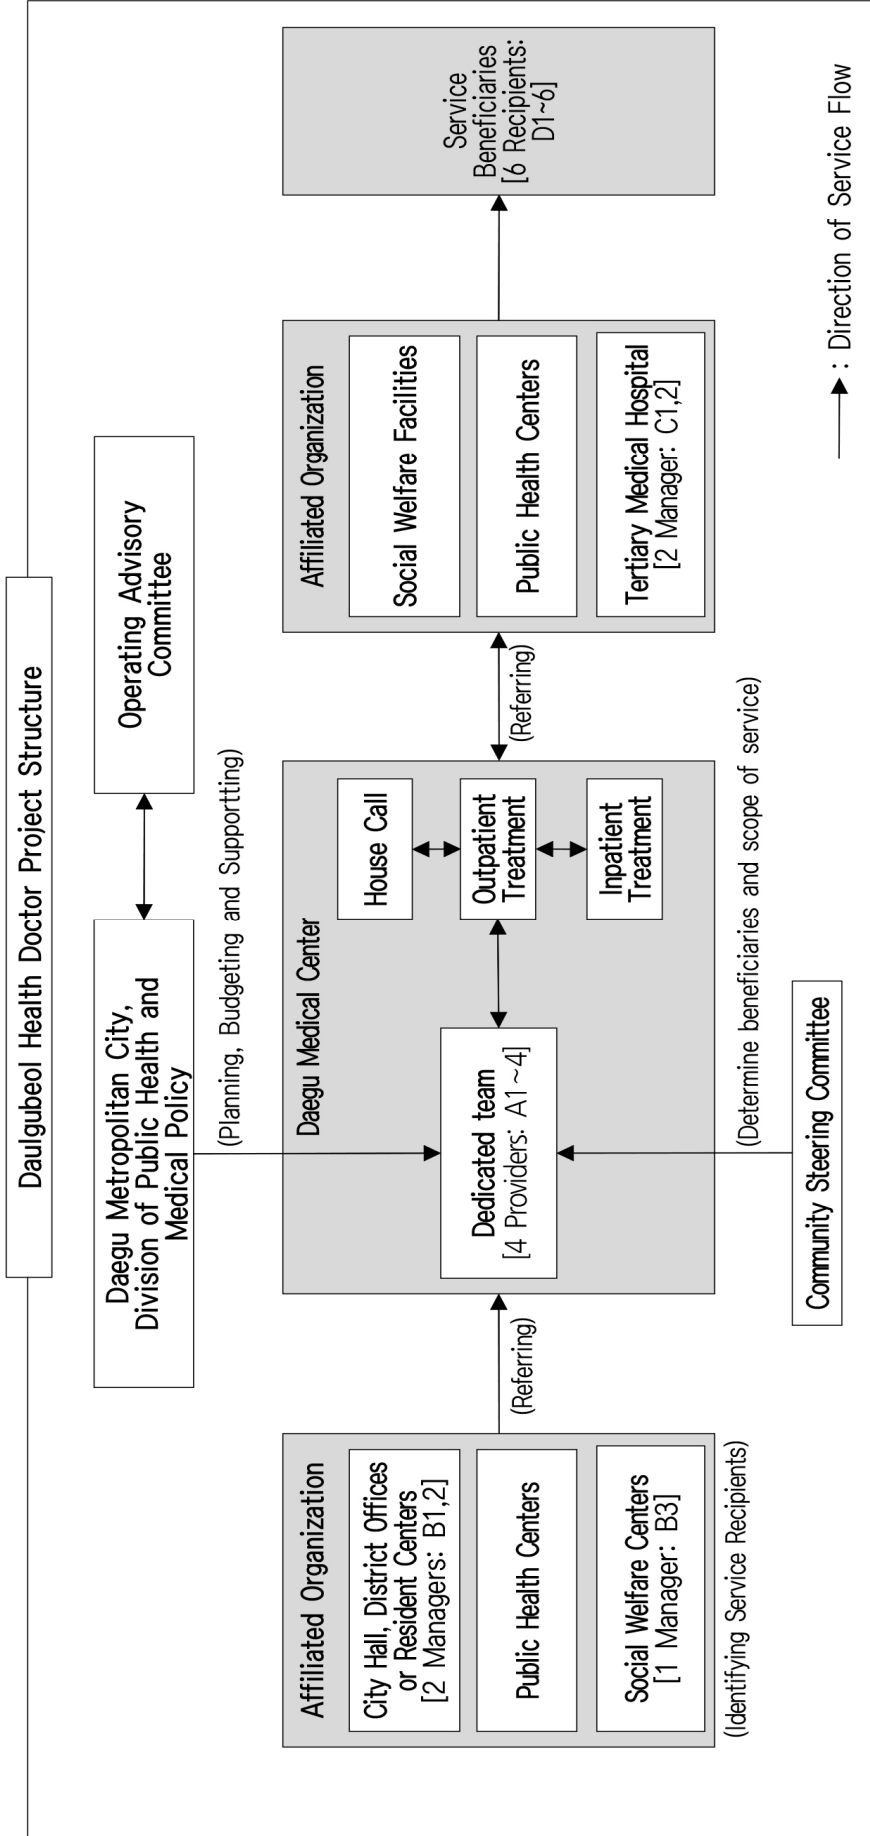 Daulgubeol Health Doctor Project Structure
Daegu Metropolitan City,
Division of Public Health and
Medical Policy
Operating Advisory
Committee
(Planning, Budgeting and Supportting)
Affiliated Organization
City Hall, District Offices
or Resident Centers
[2 Managers: B1,2]
Public Health Centers
Social Welfare Centers
[1 Manager: B3]
(Identifying Service Recipients)
(Referring)
Daegu Medical Center
Dedicated team
[4 Providers: A1~4]
House Call
Outpatient
Treatment
Inpatient
Treatment
(Determine beneficiaries and scope of service)
Community Steering Committee
(Referring)
Affiliated Organization
Social Welfare Facilities
Public Health Centers
Tertiary Medical Hospital
[2 Manager: C1,2]
Service
Beneficiaries
[6 Recipients:
D1~6]
: Direction of Service Flow